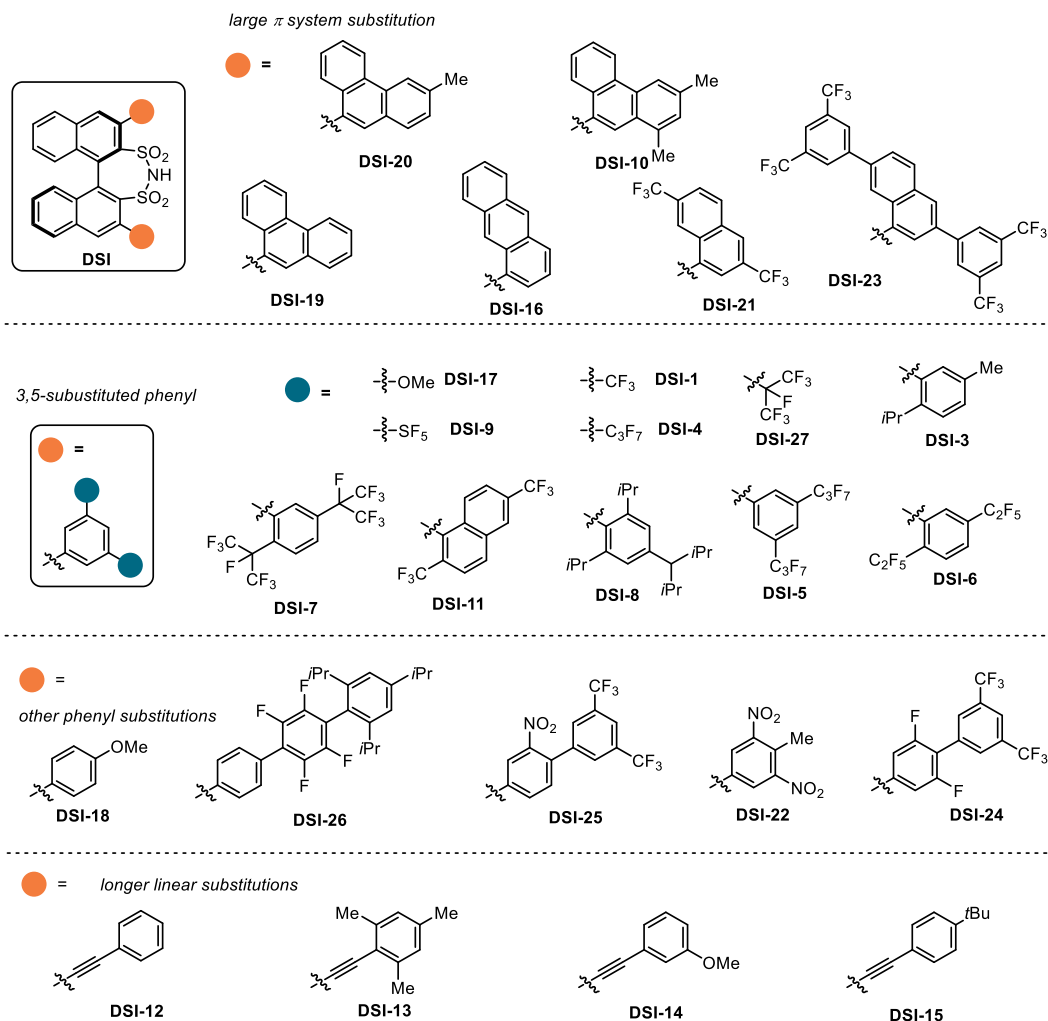 large π system substitution
=
Me
DSI-20
Me
Me
DSI-10
CF3
F3C
CF3
CF3
DSI-23
SO2
NH
SO2
DSI
DSI-19
DSI-16
F3C
CF3
DSI-21
3,5-subustituted phenyl
=
=
OMe DSI-17
CF3 DSI-1
CF3
F
CF3
DSI-27
Me
iPr
DSI-3
SF5 DSI-9
C3F7 DSI-4
F
CF3
CF3
F3C
F
CF3
DSI-7
CF3
F3C
DSI-11
iPr
iPr
iPr
iPr
DSI-8
C3F7
C3F7
DSI-5
C2F5
C2F5
DSI-6
=
other phenyl substitutions
OMe
DSI-18
iPr
iPr
F
F
iPr
F
F
DSI-26
CF3
NO2
CF3
DSI-25
NO2
Me
NO2
DSI-22
CF3
F
CF3
F
DSI-24
= longer linear substitutions
DSI-12
Me
Me
Me
DSI-13
OMe
DSI-14
tBu
DSI-15